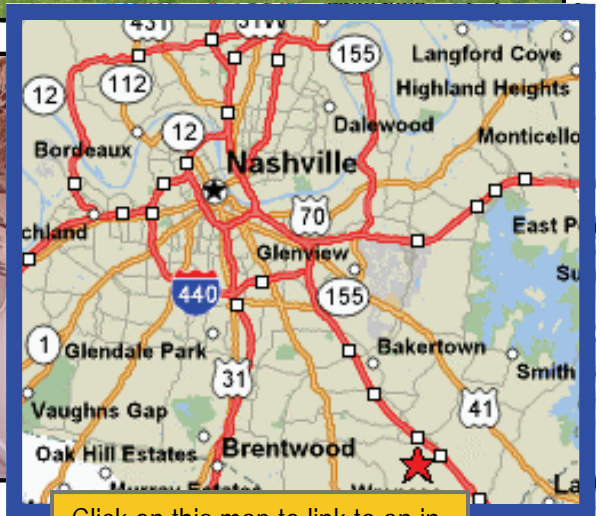 431
31W
155
Langford Cove
Highland Heights
12
112
12
Dalewood
Monticello
Bordeaux
Nashville
70
East P
Glenview
440
155
1
Glendale Park
Bakertown
31
Smith
Vaughns Gap
41
Oak Hill Estates
Brentwood
La
Click on this map to link to an in